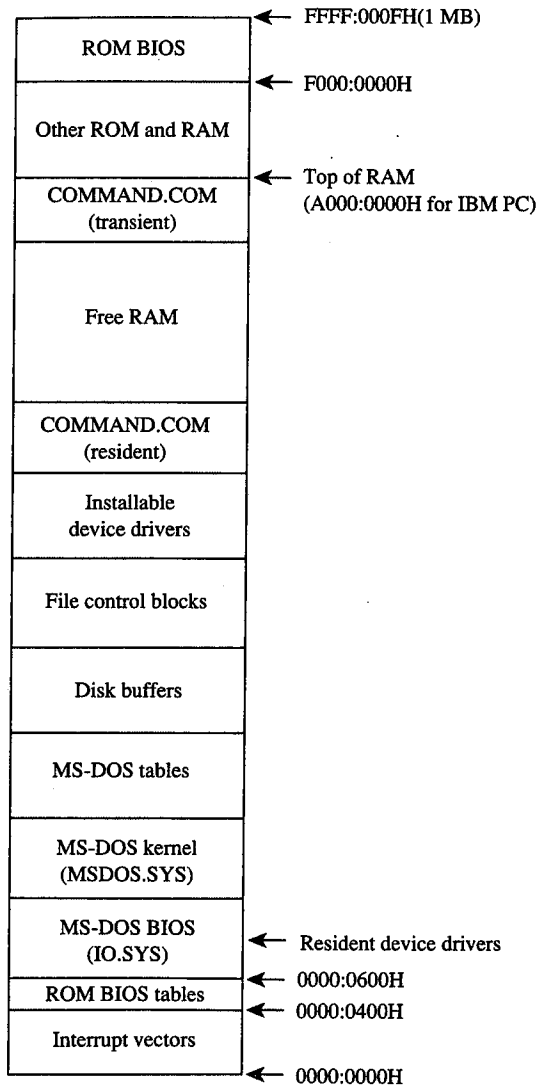 FFFF:000FH(1 MB)
ROM BIOS
F000:0000H
Other ROM and RAM
Top of RAM
(A000:0000H for IBM PC)
COMMAND.COM
(transient)
Free RAM
COMMAND.COM
(resident)
Installable
device drivers
File control blocks
Disk buffers
MS-DOS tables
MS-DOS kernel
(MSDOS.SYS)
MS-DOS BIOS
(IO.SYS)
Resident device drivers
0000:0600H
ROM BIOS tables
0000:0400H
Interrupt vectors
0000:0000H